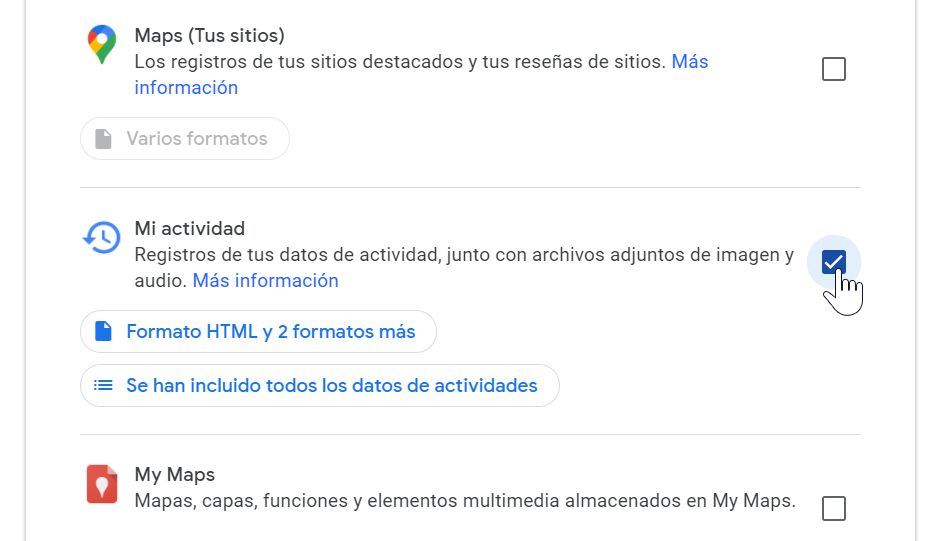 Maps (Tus sitios)
Los registros de tus sitios destacados y tus reseñas de sitios. Más
información
Varios formatos
Mi actividad
Registros de tus datos de actividad, junto con archivos adjuntos de imagen y
audio. Más información
Formato HTML y 2 formatos más
Se han incluido todos los datos de actividades
My Maps
Mapas, capas, funciones y elementos multimedia almacenados en My Maps.